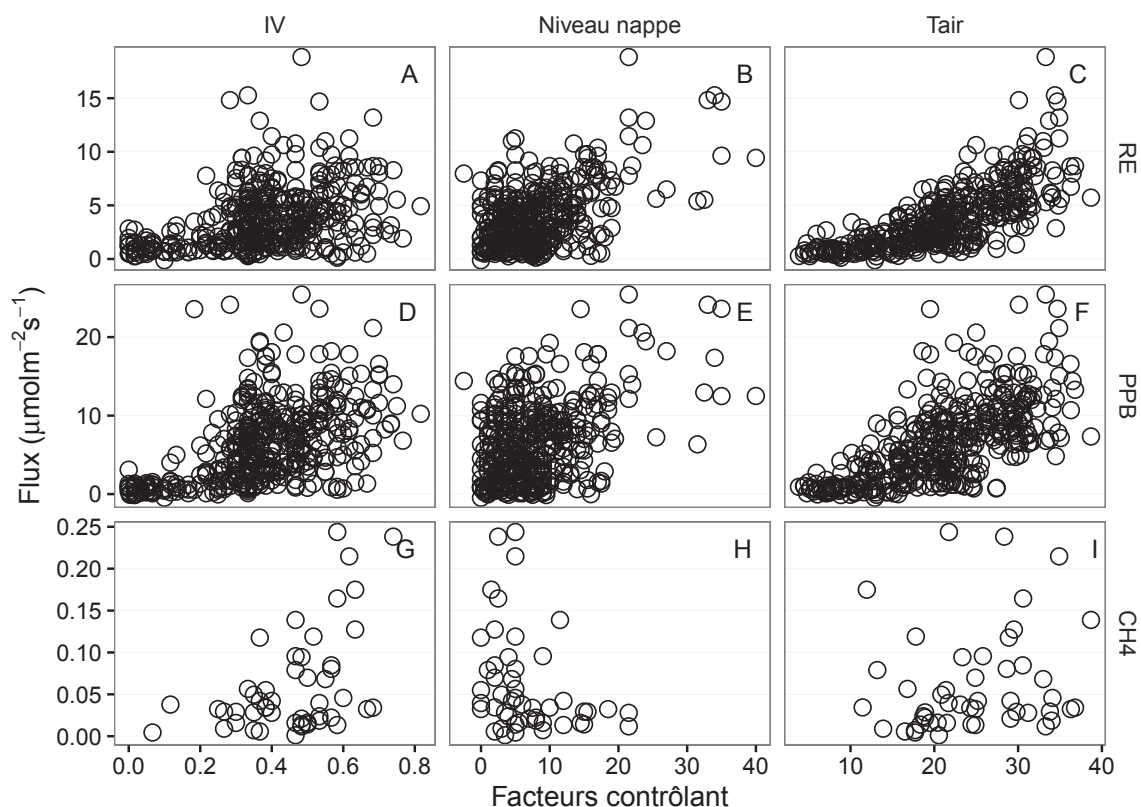 IV Niveau nappe Tair
A B C
RE
15
10
5
0
D E F
PPB
20
10
0
G H I
CH4
0.25
0.20
0.15
0.10
0.05
0.00
Flux (μmolm−2s−1)
0.0 0.2 0.4 0.6 0.8 0 10 20 30 40 10 20 30 40
Facteurs contrôlant